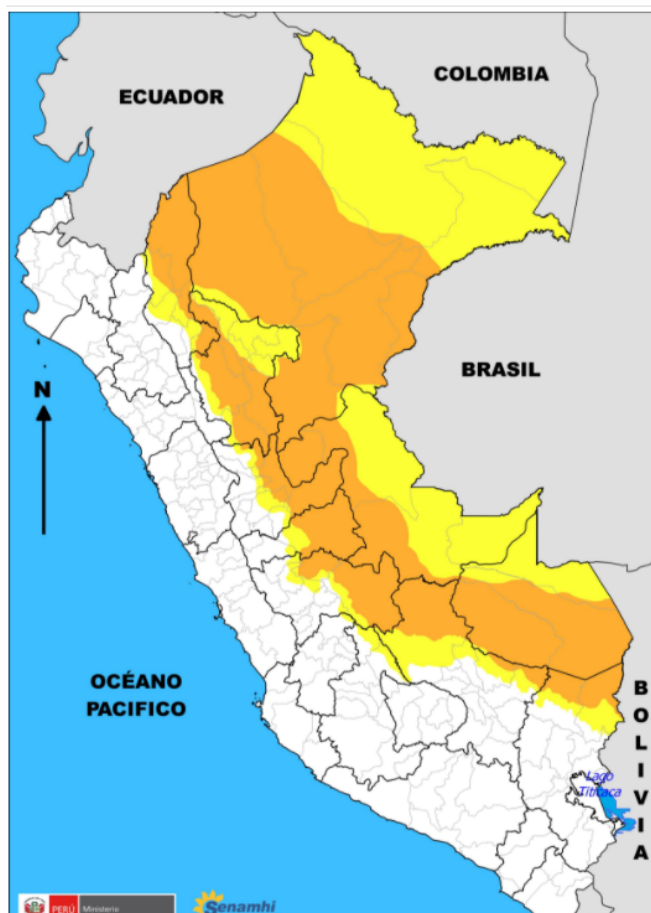 COLOMBIA
ECUADOR
BRASIL
N
OCÉANO
PACIFICO
B
O
L
I
V
I
A
Lago
Titicaca
PERÚ Ministerio
Senamhi